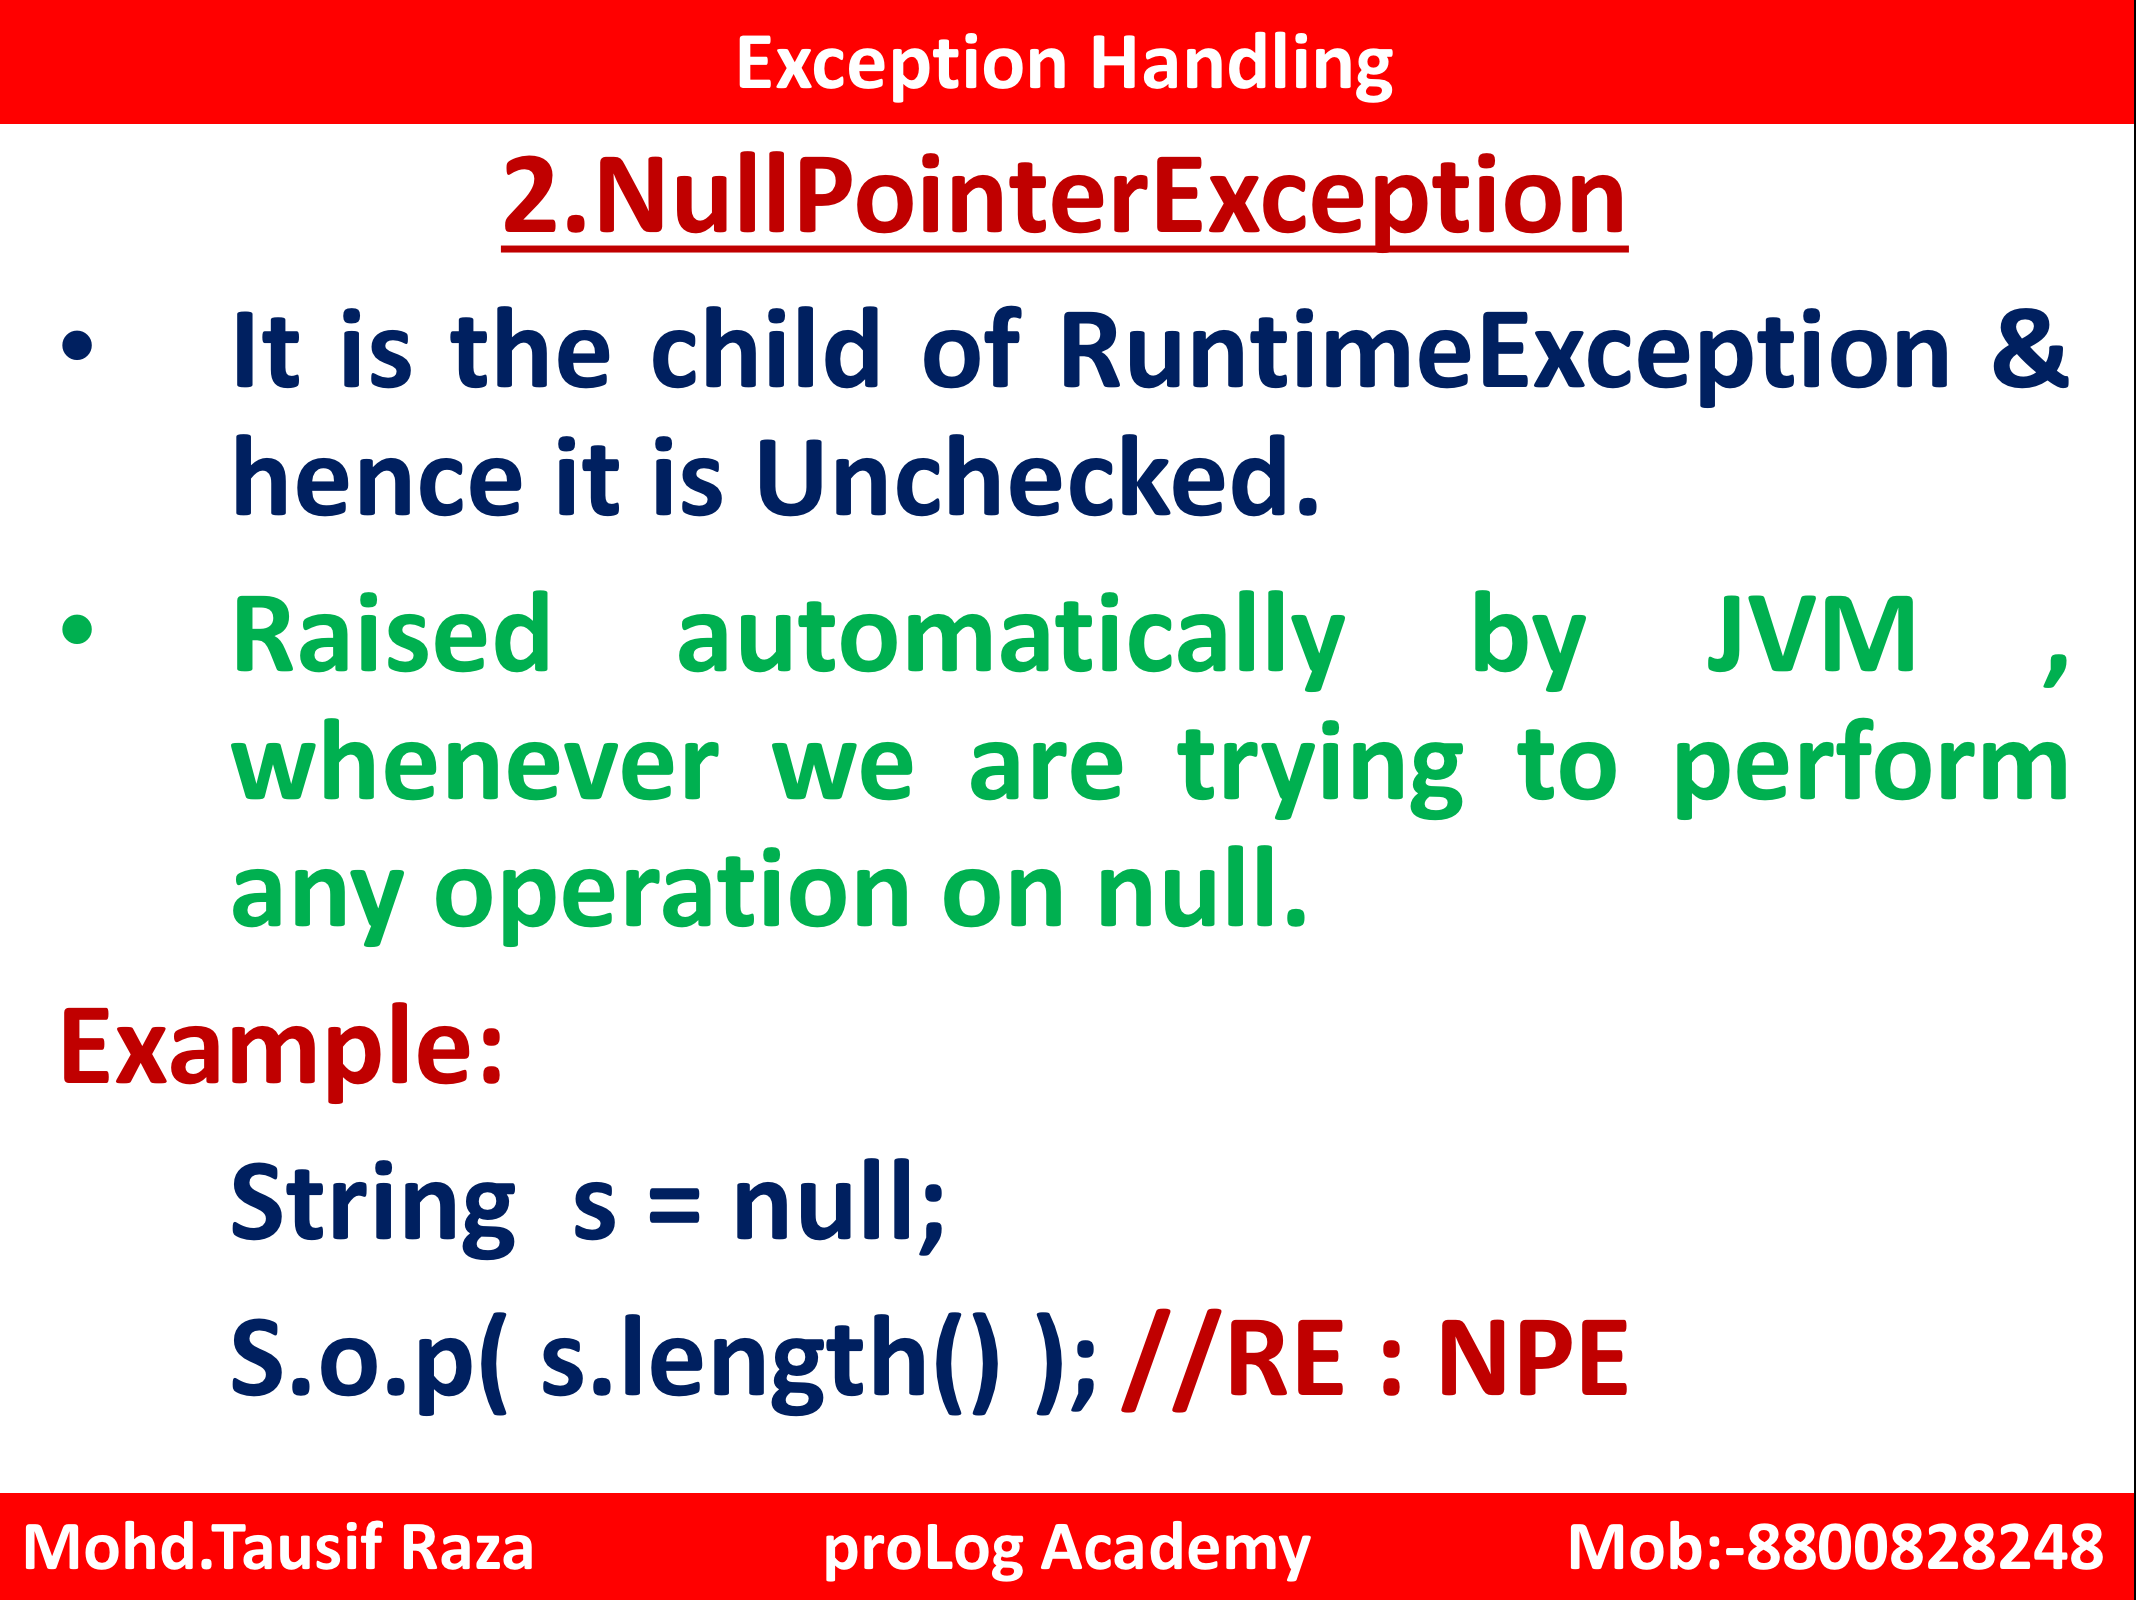 Exception Handling
2.NullPointerException
• It is the child of RuntimeException &
hence it is Unchecked.
• Raised automatically by JVM ,
whenever we are trying to perform
any operation on null.
Example:
String  s = null;
S.o.p( s.length() ); //RE : NPE
Mohd.Tausif Raza proLog Academy Mob:-8800828248